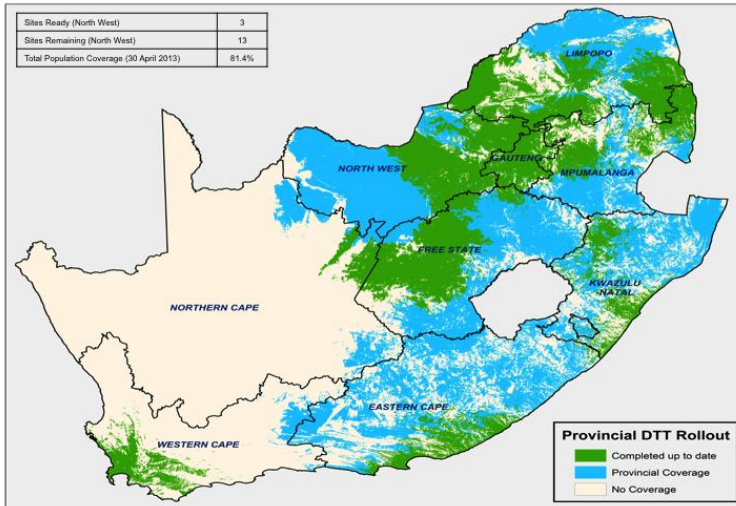 Sites Ready (North West) 3
Sites Remaining (North West) 13
Total Population Coverage (30 April 2013) 81.4%
LIMPOPO
NORTH WEST
GAUTENG
MPUMALANGA
FREE STATE
KWAZULU
NATAL
NORTHERN CAPE
EASTERN CAPE
WESTERN CAPE
Provincial DTT Rollout
Completed up to date
Provincial Coverage
No Coverage